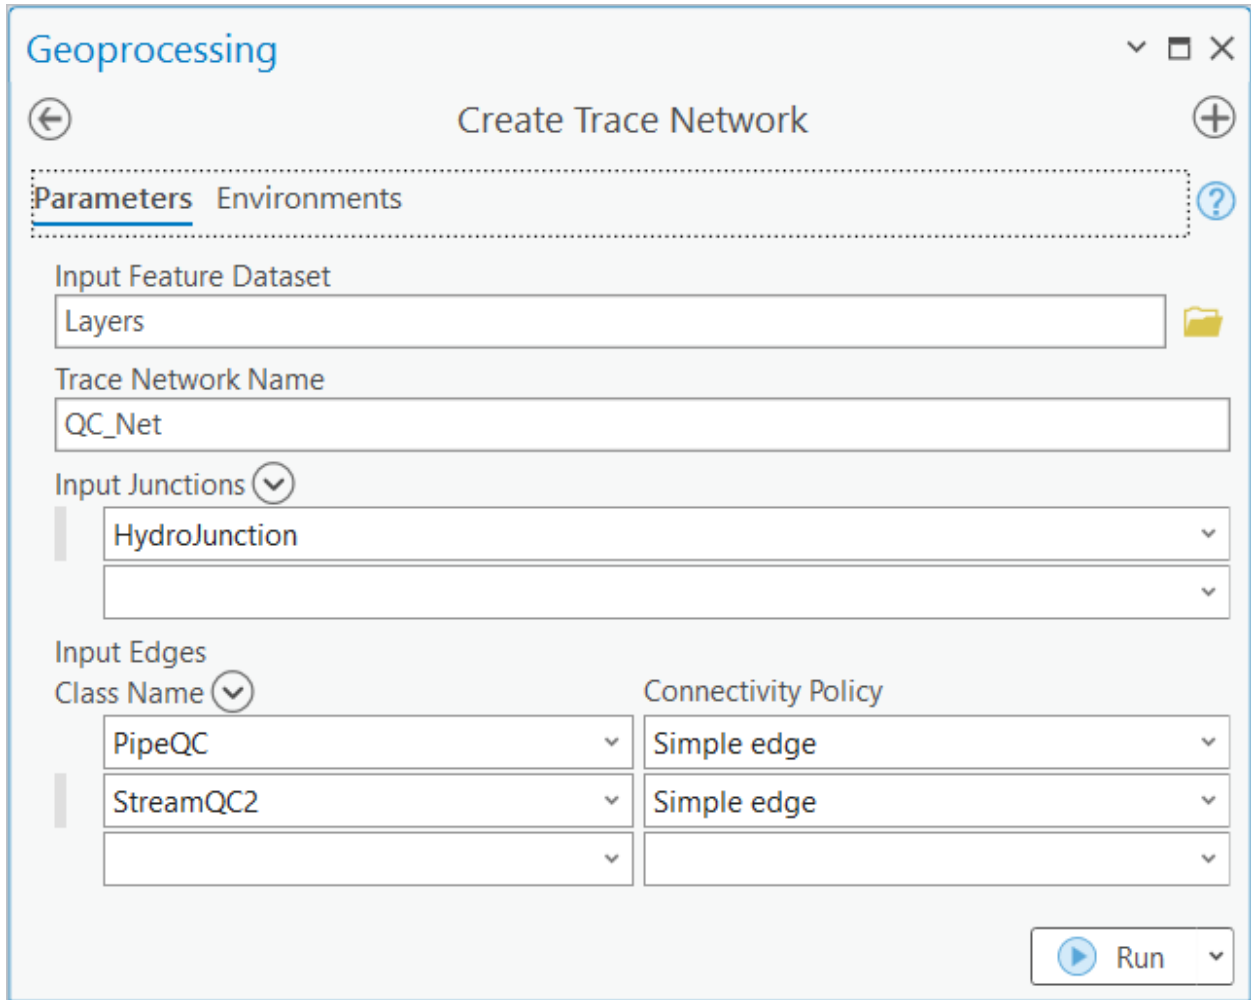 Geoprocessing
Create Trace Network
Parameters Environments
Input Feature Dataset
Layers
Trace Network Name
QC_Net
Input Junctions
HydroJunction
Input Edges
Class Name Connectivity Policy
PipeQC Simple edge
StreamQC2 Simple edge
Run